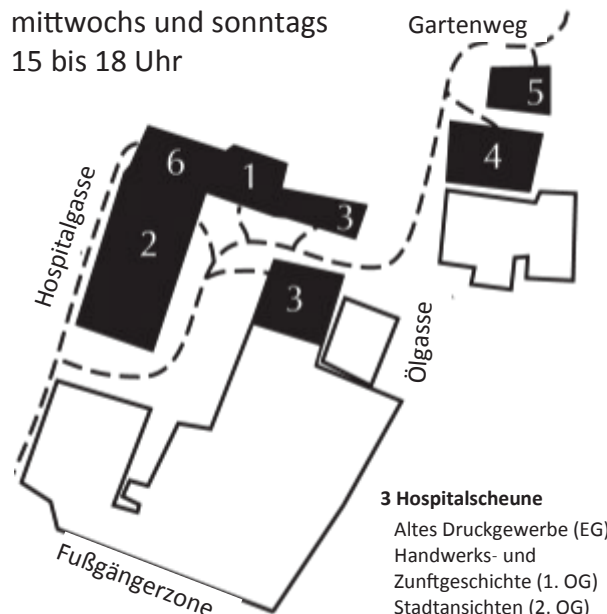 mittwochs und sonntags
15 bis 18 Uhr
Gartenweg
5
4
6
1
3
2
3
Hospitalgasse
Ölgasse
Fußgängerzone
3 Hospitalscheune
Altes Druckgewerbe (EG)
Handwerks- und
Zunftgeschichte (1. OG)
Stadtansichten (2. OG)